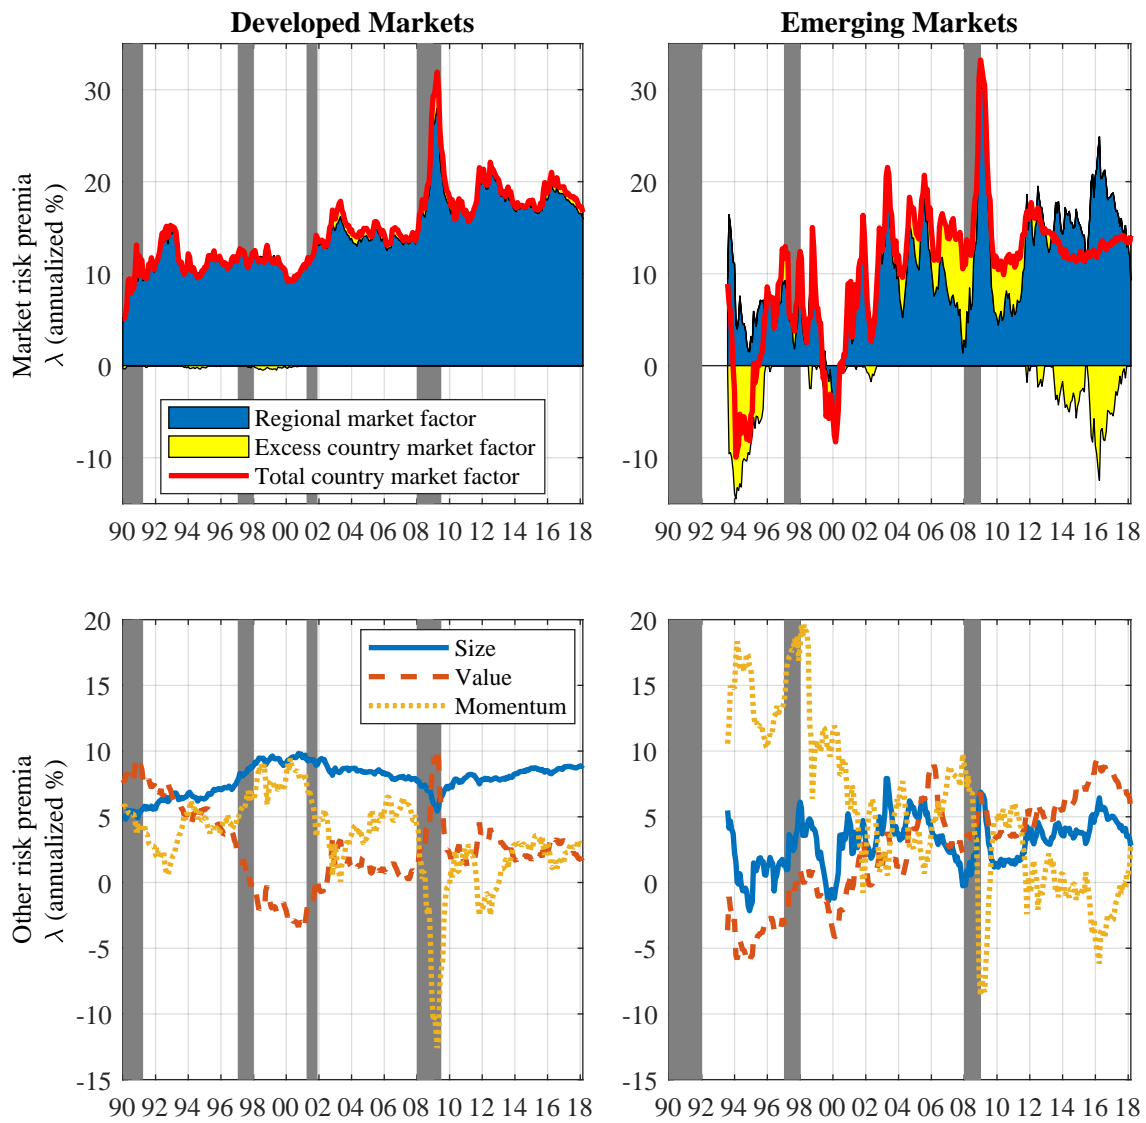 Developed Markets
Emerging Markets
Market risk premia
λ (annualized %)
30
20
10
0
-10
30
20
10
0
-10
Regional market factor
Excess country market factor
Total country market factor
90 92 94 96 98 00 02 04 06 08 10 12 14 16 18
90 92 94 96 98 00 02 04 06 08 10 12 14 16 18
Other risk premia
λ (annualized %)
20
15
10
5
0
-5
-10
-15
20
15
10
5
0
-5
-10
-15
Size
Value
Momentum
90 92 94 96 98 00 02 04 06 08 10 12 14 16 18
90 92 94 96 98 00 02 04 06 08 10 12 14 16 18